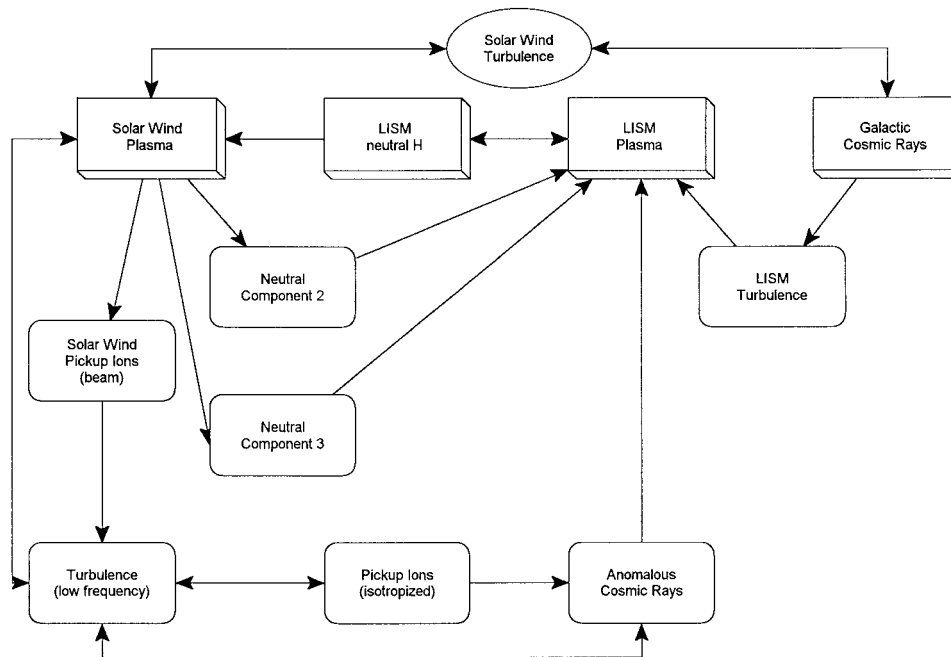 Solar Wind
Turbulence
Solar Wind
Plasma
LISM
neutral H
LISM
Plasma
Galactic
Cosmic Rays
Neutral
Component 2
LISM
Turbulence
Solar Wind
Pickup Ions
(beam)
Neutral
Component 3
Turbulence
(low frequency)
Pickup Ions
(isotropized)
Anomalous
Cosmic Rays